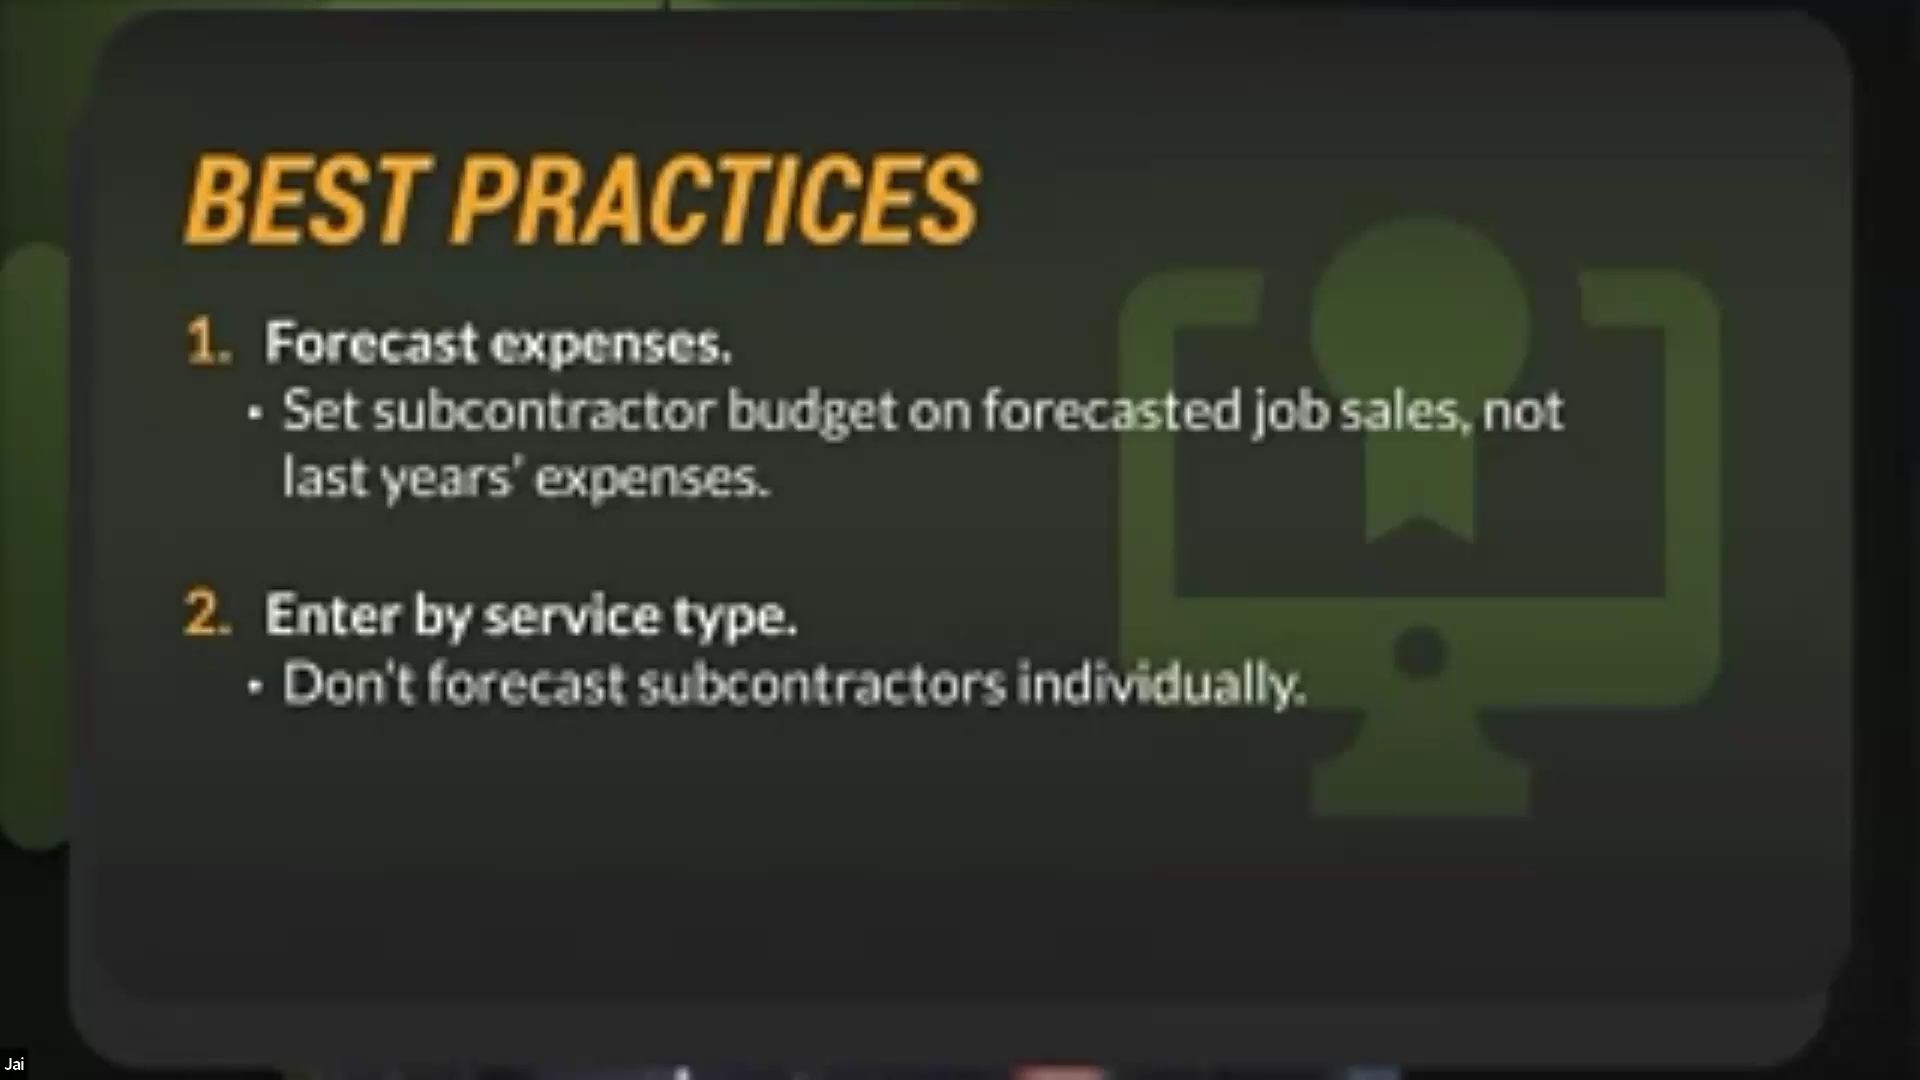 BEST PRACTICES
1. Forecast expenses.
• Set subcontractor budget on forecasted job sales, not
last years’ expenses.
2. Enter by service type.
• Don't forecast subcontractors individually.
Jai